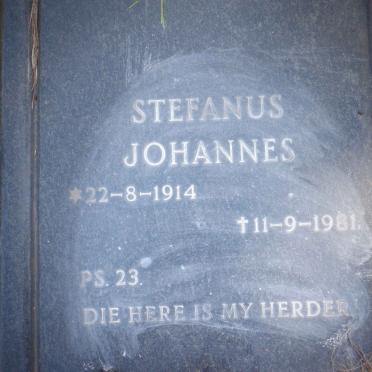 STEFANUS
JOHANNES
*22-8-1914
†11-9-1981.
PS. 23.
DIE HERE IS MY HERDER